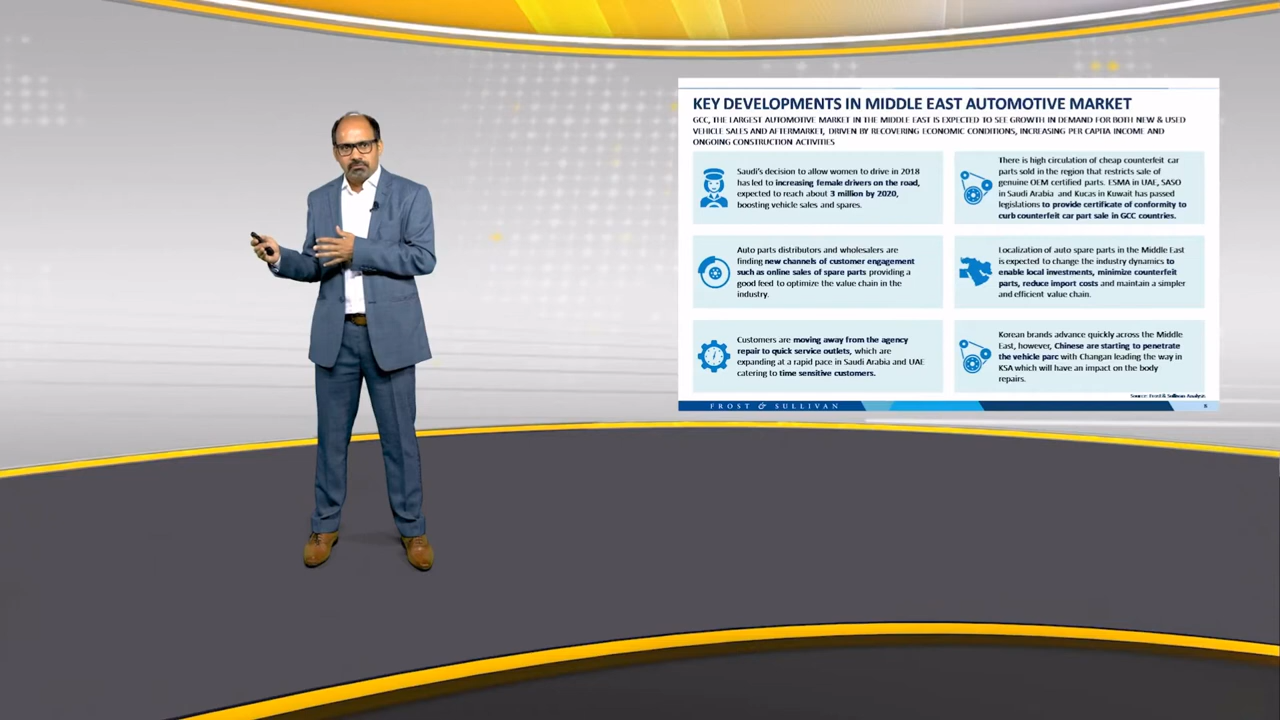 KEY DEVELOPMENTS IN MIDDLE EAST AUTOMOTIVE MARKET
GCC, THE LARGEST AUTOMOTIVE MARKET IN THE MIDDLE EAST IS EXPECTED TO SEE GROWTH IN DEMAND FOR BOTH NEW & USED
VEHICLE SALES AND AFTERMARKET, DRIVEN BY RECOVERING ECONOMIC CONDITIONS, INCREASING PER CAPITA INCOME AND
ONGOING CONSTRUCTION ACTIVITIES
Saudi's decision to allow women to drive in 2018
has led to increasing female drivers on the road,
expected to reach about 3 million by 2020,
boosting vehicle sales and spares.
There is high circulation of cheap counterfeit car
parts sold in the region that restricts sale of
genuine OEM certified parts. ESMA in UAE, SASO
in Saudi Arabia and Kucas in Kuwait has passed
legislations to provide certificate of conformity to
curb counterfeit car part sale in GCC countries.
Auto parts distributors and wholesalers are
finding new channels of customer engagement
such as online sales of spare parts providing a
good feed to optimize the value chain in the
industry.
Localization of auto spare parts in the Middle East
is expected to change the industry dynamics to
enable local investments, minimize counterfeit
parts, reduce import costs and maintain a simpler
and efficient value chain.
Customers are moving away from the agency
repair to quick service outlets, which are
expanding at a rapid pace in Saudi Arabia and UAE
catering to time sensitive customers.
Korean brands advance quickly across the Middle
East, however, Chinese are starting to penetrate
the vehicle parc with Changan leading the way in
KSA which will have an impact on the body
repairs.
Source: Frost & Sullivan Analysis
FROST & SULLIVAN